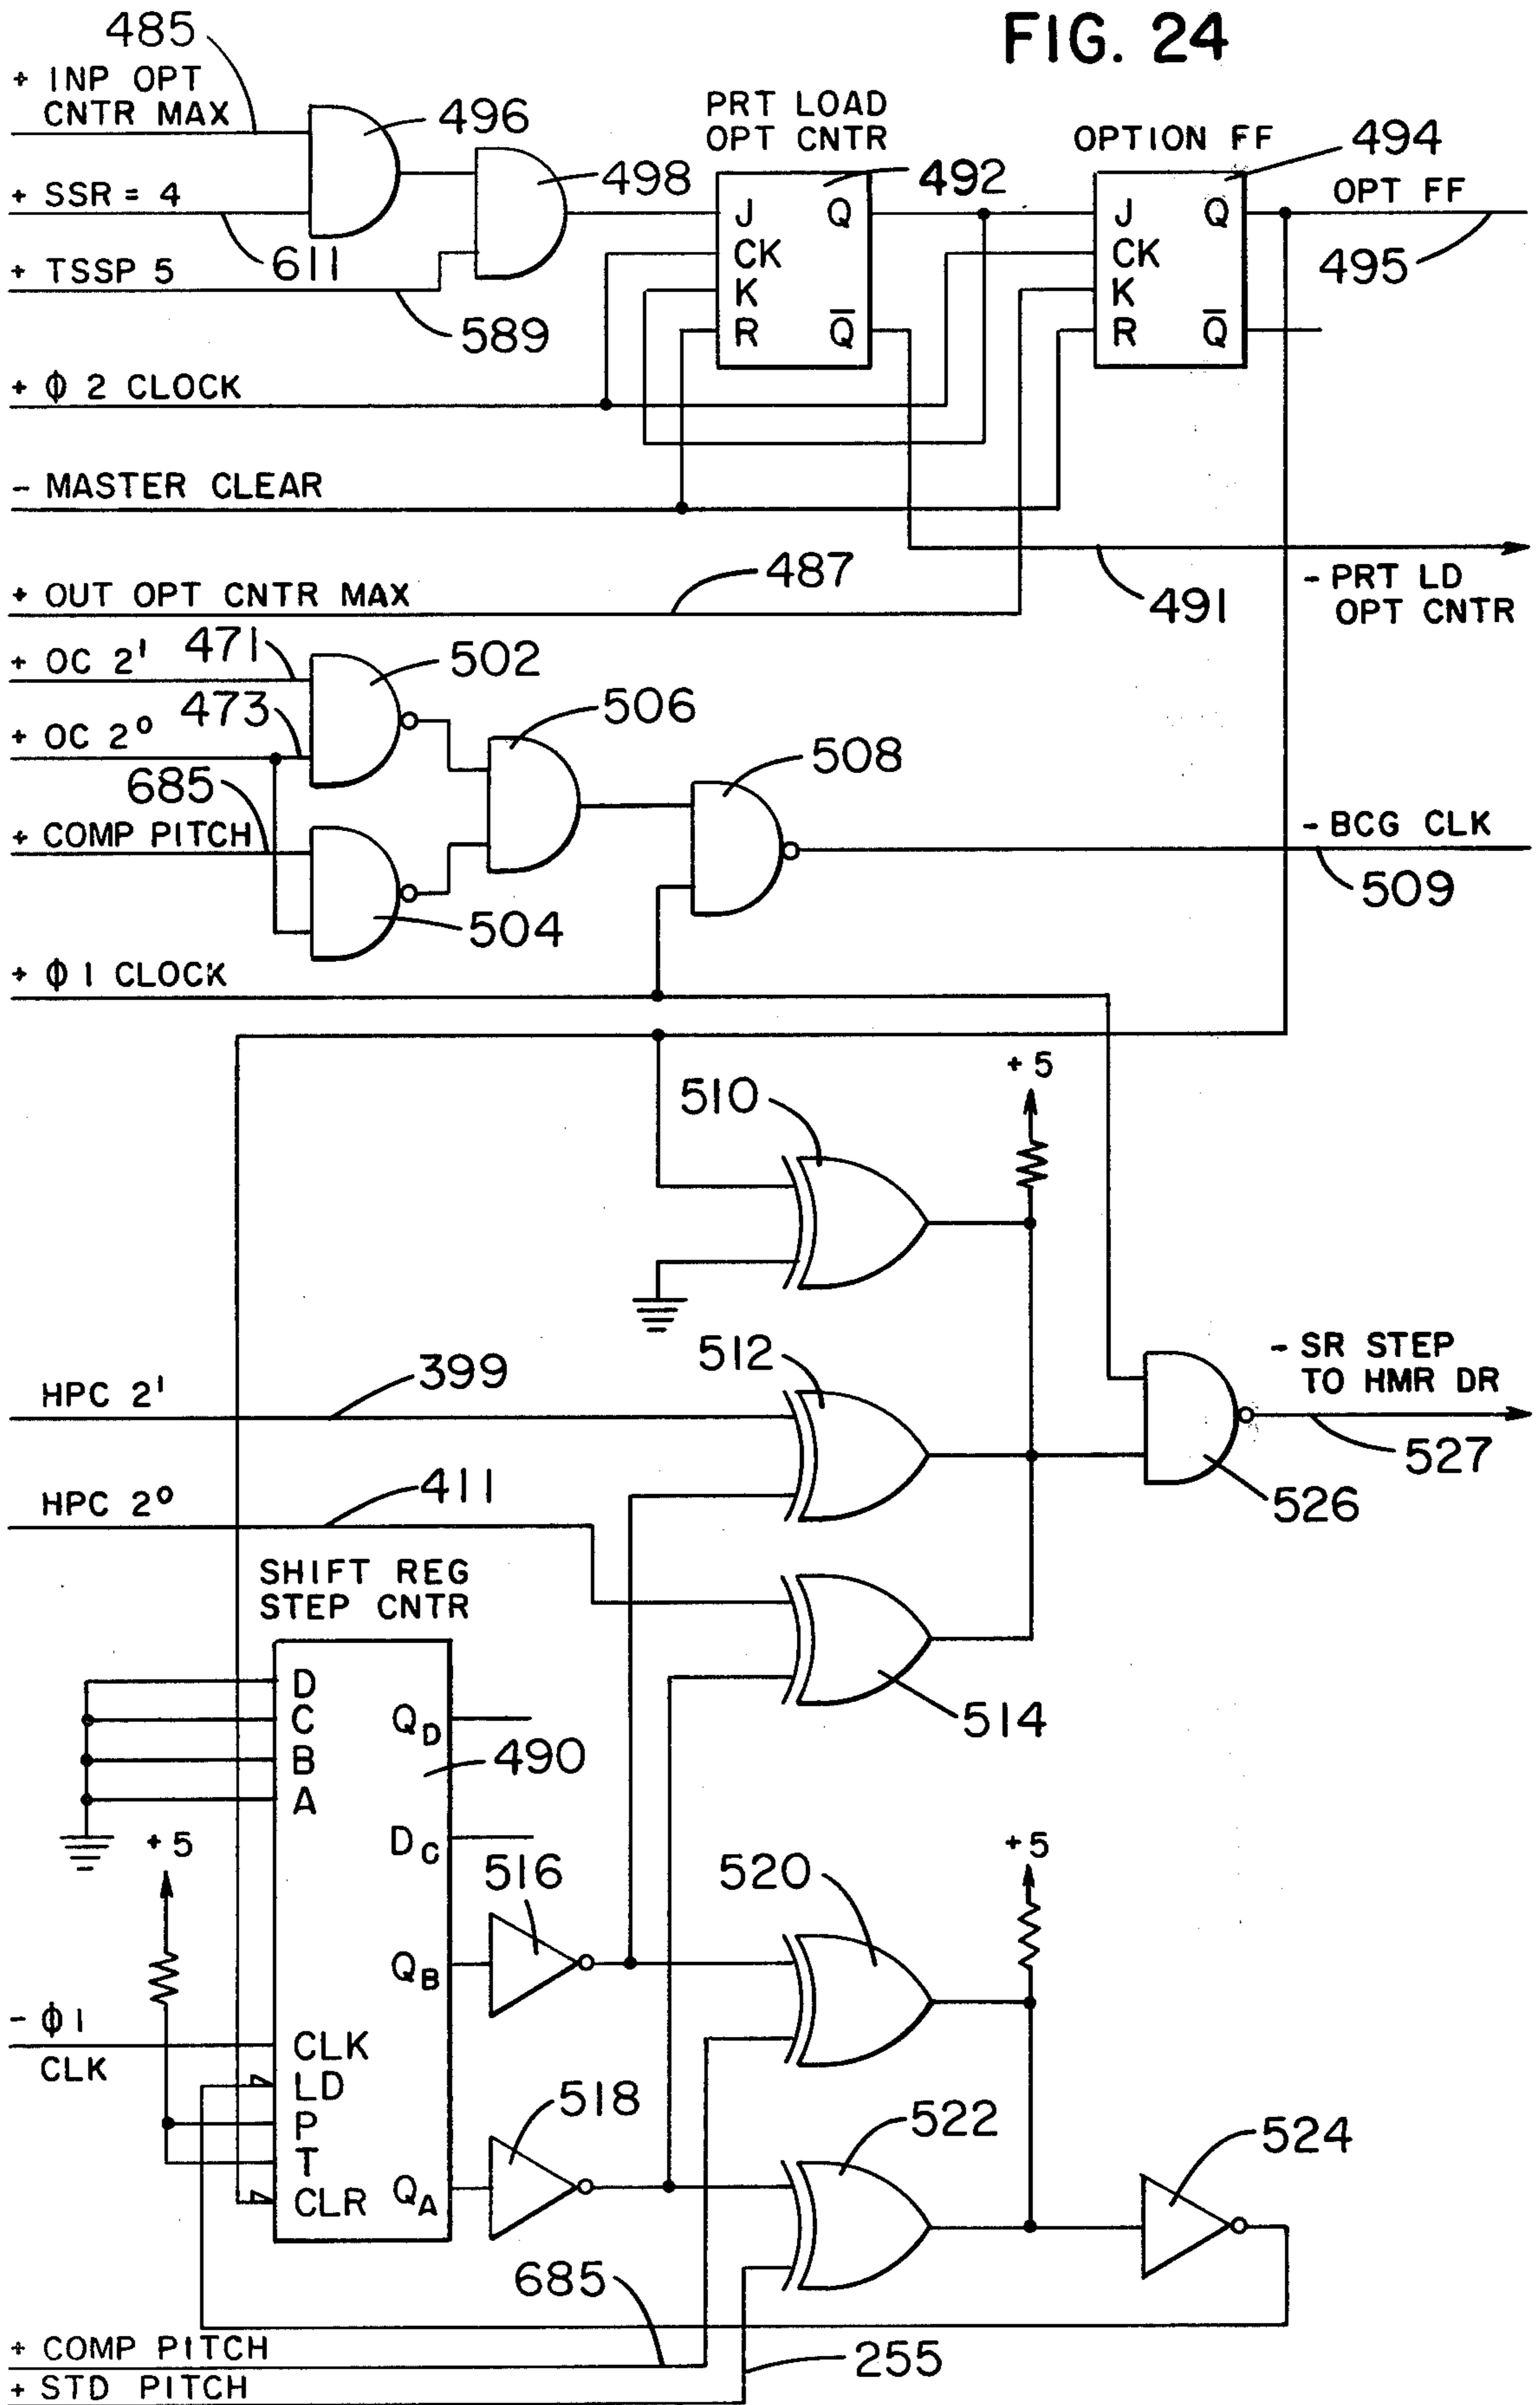 FIG. 24
485
+ INP OPT
CNTR MAX
496
+ SSR = 4
498
611
+ TSSP 5
589
PRT LOAD
OPT CNTR
492
J Q
CK
K
R Q̅
OPTION FF
494
J Q
CK
K
R Q̅
OPT FF
495
+ ϕ 2 CLOCK
- MASTER CLEAR
+ OUT OPT CNTR MAX
487
491
- PRT LD
OPT CNTR
+ OC 2¹
471
502
+ OC 2⁰
473
506
508
685
+ COMP PITCH
504
- BCG CLK
509
+ ϕ 1 CLOCK
+ 5
510
512
HPC 2¹
399
- SR STEP
TO HMR DR
527
HPC 2⁰
411
526
514
SHIFT REG
STEP CNTR
D
C
B
A
Q_D
490
D_C
+ 5
516
Q_B
520
+5
- ϕ 1
CLK
CLK
LD
P
T
CLR
Q_A
518
522
524
685
+ COMP PITCH
255
+ STD PITCH